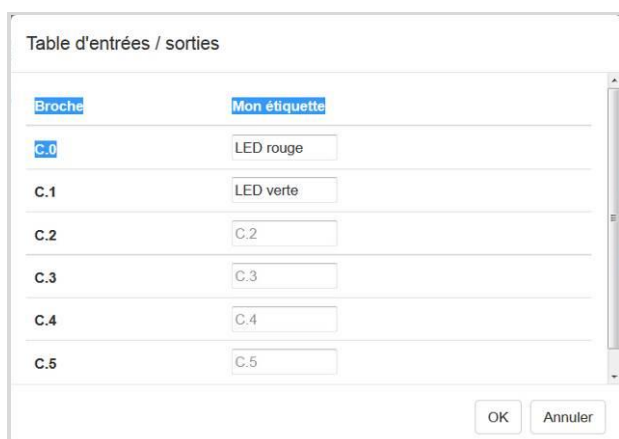 Table d'entrées / sorties
Broche Mon étiquette
C.0 LED rouge
C.1 LED verte
C.2 C.2
C.3 C.3
C.4 C.4
C.5 C.5
OK Annuler